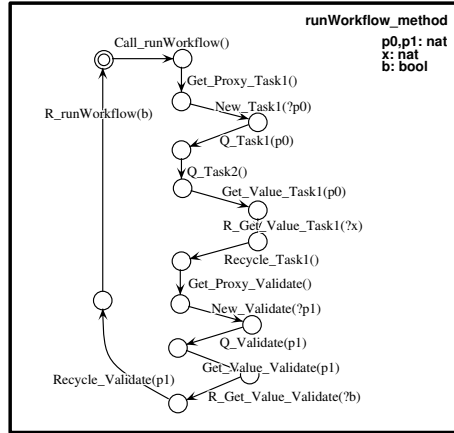 runWorkflow_method
p0,p1: nat
x: nat
b: bool
Call_runWorkflow()
Get_Proxy_Task1()
New_Task1(?p0)
R_runWorkflow(b)
Q_Task1(p0)
Q_Task2()
Get_Value_Task1(p0)
R_Get_Value_Task1(?x)
Recycle_Task1()
Get_Proxy_Validate()
New_Validate(?p1)
Q_Validate(p1)
Get_Value_Validate(p1)
Recycle_Validate(p1)
R_Get_Value_Validate(?b)